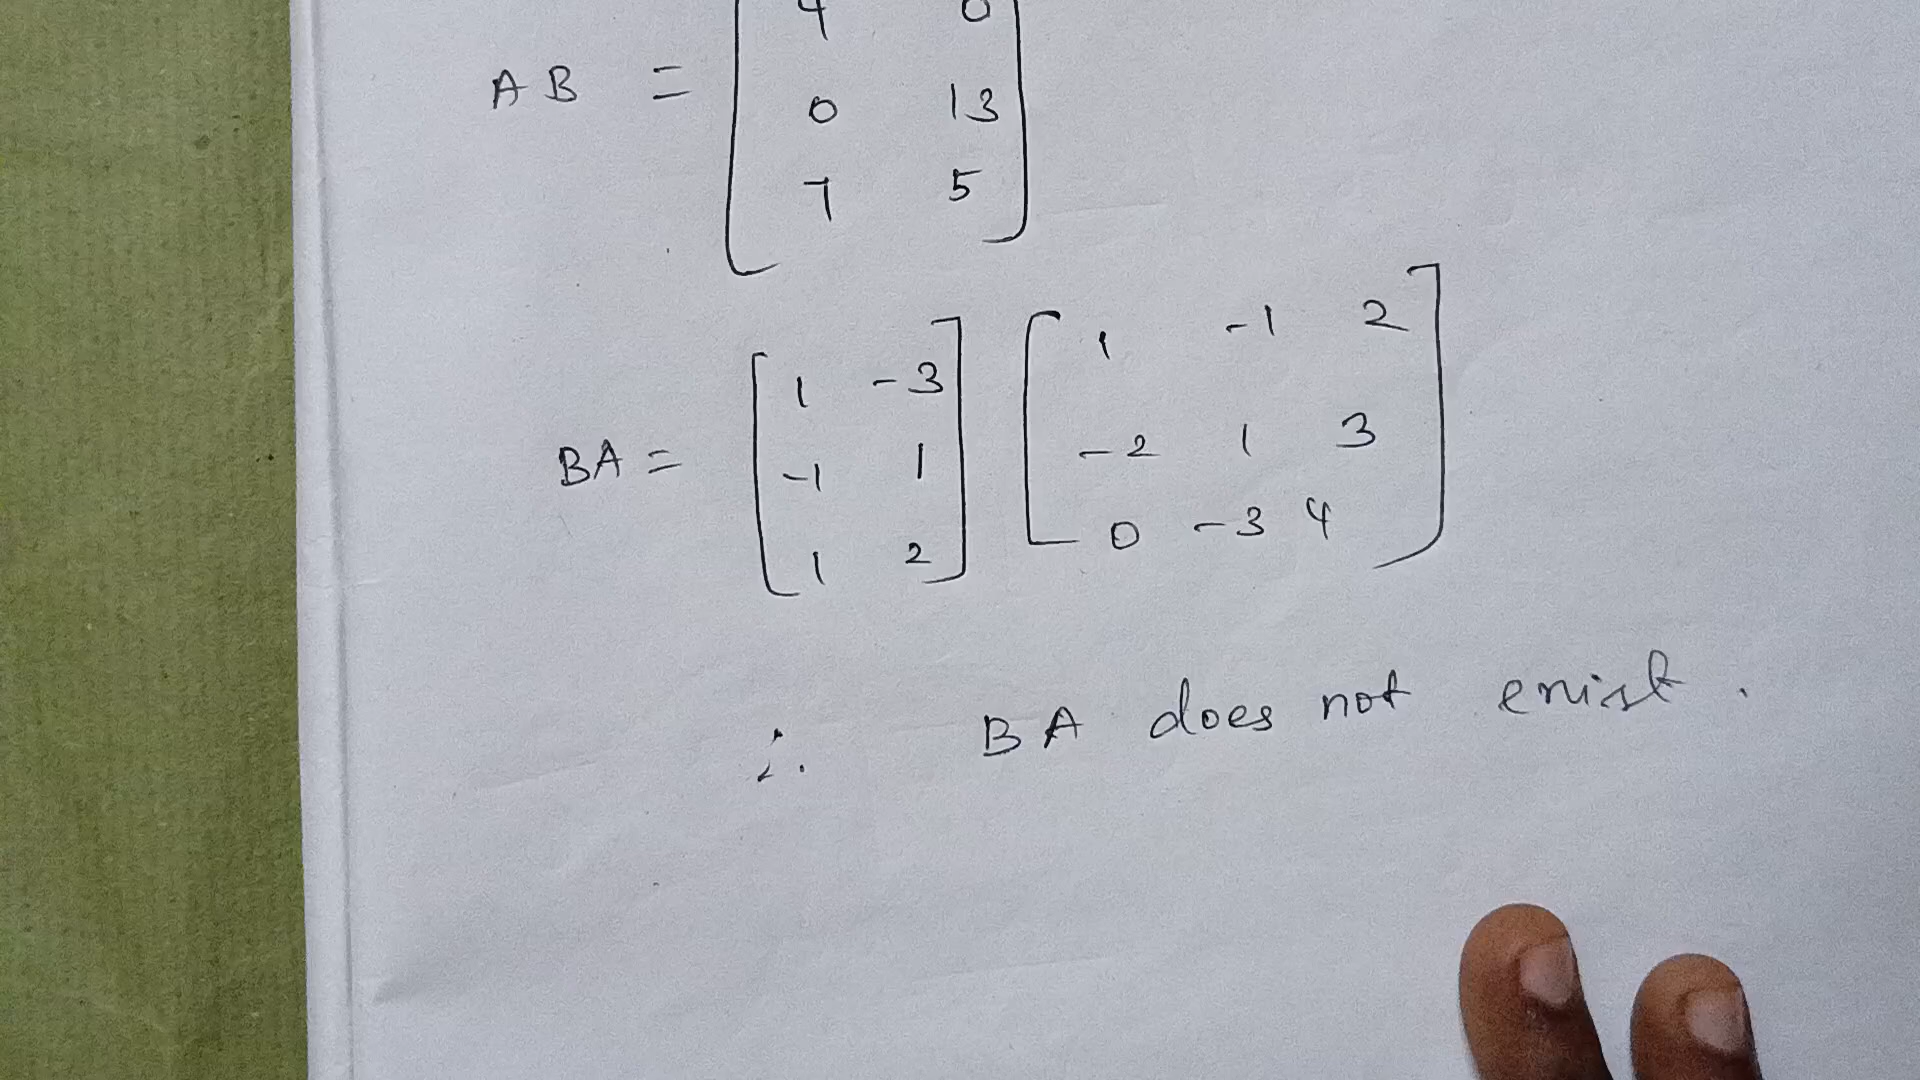 4 0
AB =
0 13
7 5
1 -1 2
1 -3
BA = -1 1 -2 1 3
1 2 0 -3 4
∴ BA does not exist.